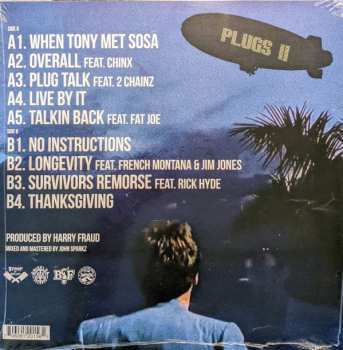 SIDE A
PLUGS II
A1. WHEN TONY MET SOSA
A2. OVERALL FEAT. CHINX
A3. PLUG TALK FEAT. 2 CHAINZ
A4. LIVE BY IT
A5. TALKIN BACK FEAT. FAT JOE
SIDE B
B1. NO INSTRUCTIONS
B2. LONGEVITY FEAT. FRENCH MONTANA & JIM JONES
B3. SURVIVORS REMORSE FEAT. RICK HYDE
B4. THANKSGIVING
PRODUCED BY HARRY FRAUD
MIXED AND MASTERED BY JOHN SPARKZ
BSF